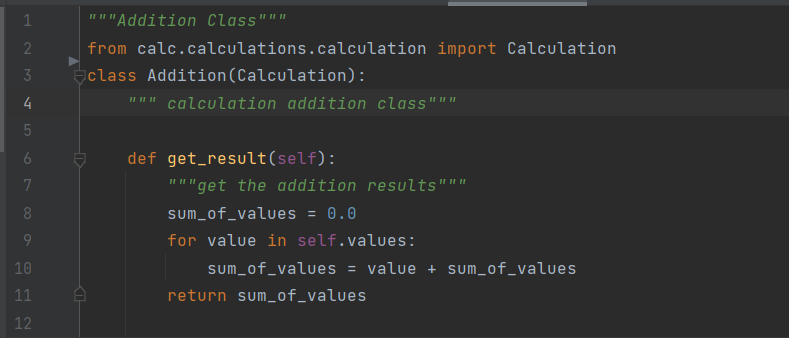 1 """Addition Class"""
2 from calc.calculations.calculation import Calculation
3 class Addition(Calculation):
4     """ calculation addition class"""
5
6     def get_result(self):
7         """get the addition results"""
8         sum_of_values = 0.0
9         for value in self.values:
10             sum_of_values = value + sum_of_values
11         return sum_of_values
12